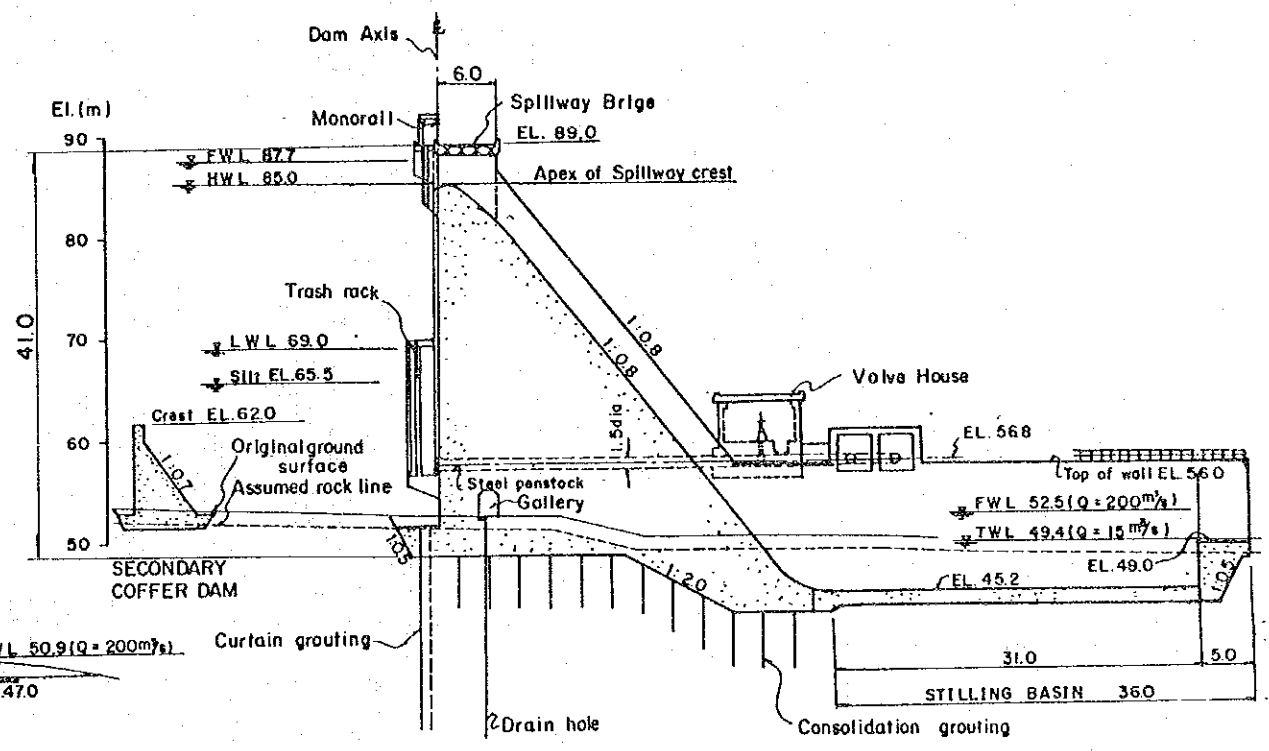 Dam Axis
6.0
El.(m)
Monorail
Spillway Brige
EL. 89,0
90
FWL 87.7
HWL 85.0
Apex of Spillway crest
80
Trash rack
41.0
70
LWL 69.0
1:0.8
1:0.8
Silt EL.65.5
Valve House
Crest EL.62.0
1.5dia
60
Original ground
surface
EL. 56.8
1:0.7
Assumed rock line
Steel penstock
Top of wall EL.56.0
Gallery
FWL 52.5(Q=200m³/s)
TWL 49.4(Q=15m³/s)
50
1:0.5
EL.49.0
SECONDARY
COFFER DAM
1:2.0
EL.45.2
1:0.5
WL 50.9(Q=200m³/s)
Curtain grouting
31.0
5.0
47.0
STILLING BASIN 36.0
Drain hole
Consolidation grouting